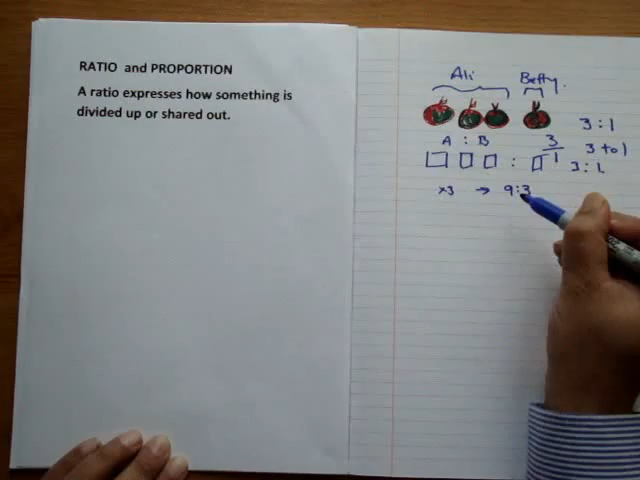 RATIO and PROPORTION
A ratio expresses how something is
divided up or shared out.
Ali Betty.
3 : 1
A : B 3/1 3 to 1
: 3 : 1
×3 → 9:3